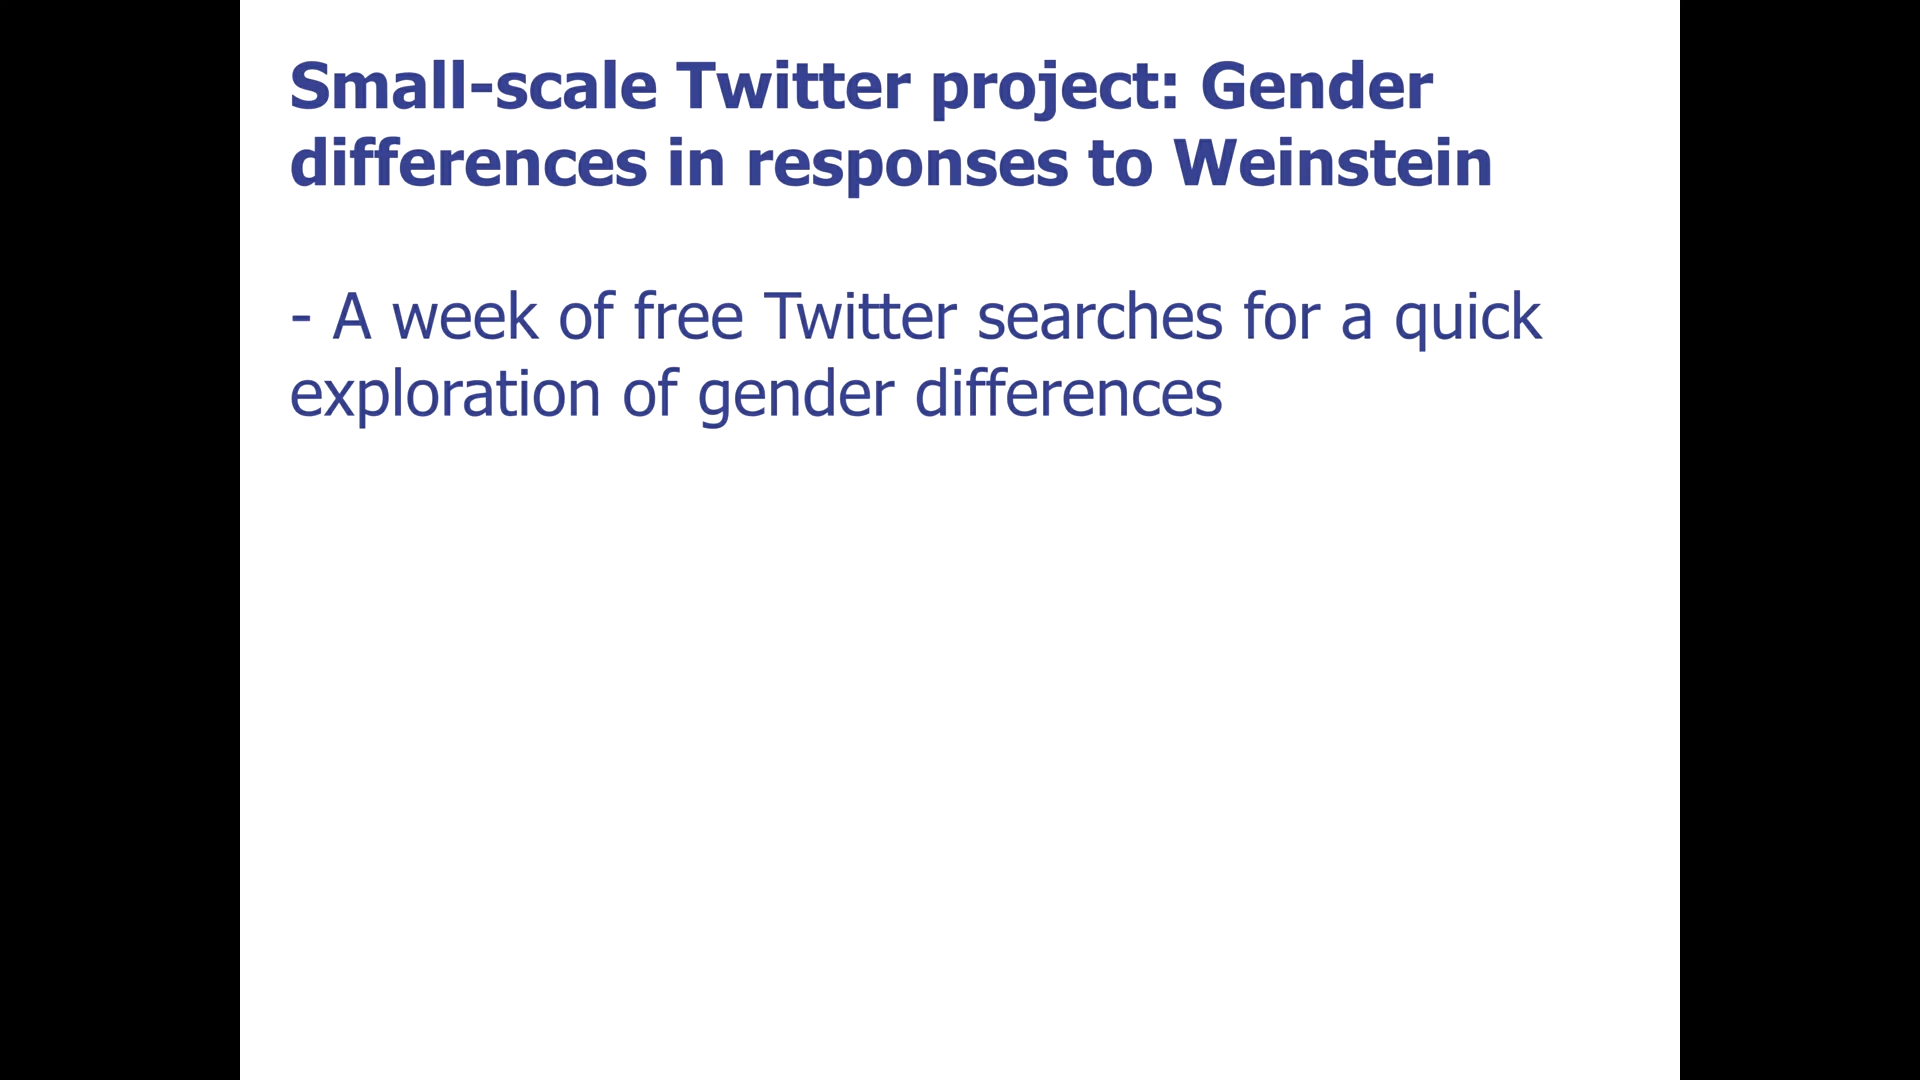 Small-scale Twitter project: Gender
differences in responses to Weinstein
- A week of free Twitter searches for a quick
exploration of gender differences